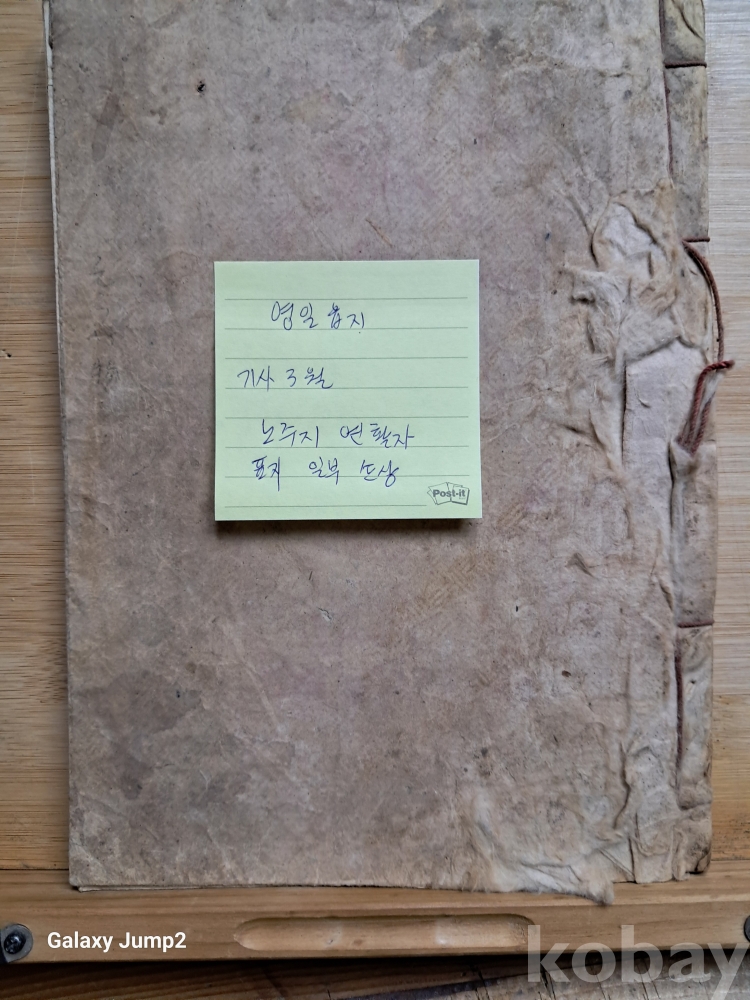 영일읍지
기사 3월
노루지 연활자
표지 일부 손상
Post-it
Galaxy Jump2
kobay